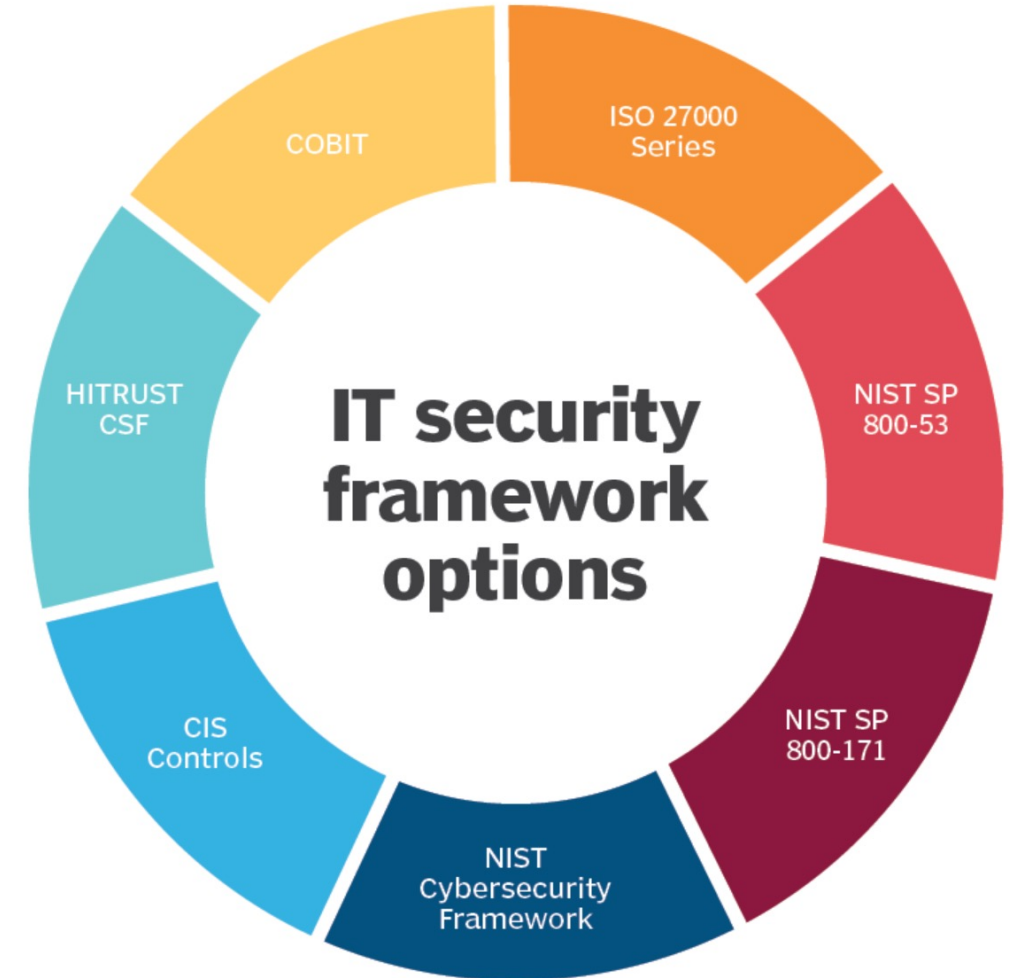 IT security
framework
options
ISO 27000
Series
NIST SP
800-53
NIST SP
800-171
NIST
Cybersecurity
Framework
CIS
Controls
HITRUST
CSF
COBIT